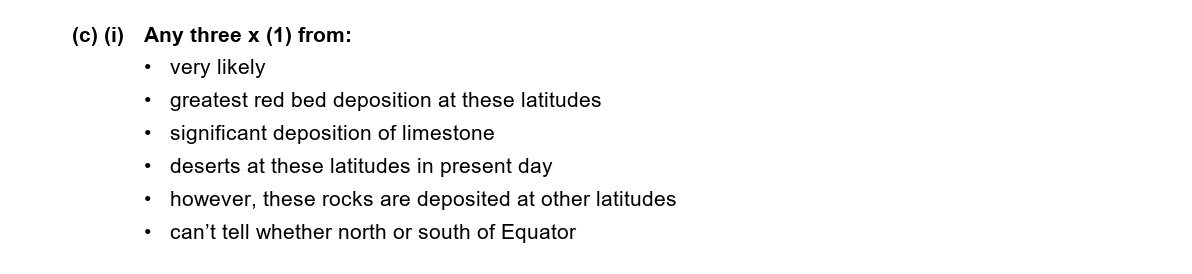 (c) (i) Any three x (1) from:
• very likely
• greatest red bed deposition at these latitudes
• significant deposition of limestone
• deserts at these latitudes in present day
• however, these rocks are deposited at other latitudes
• can’t tell whether north or south of Equator